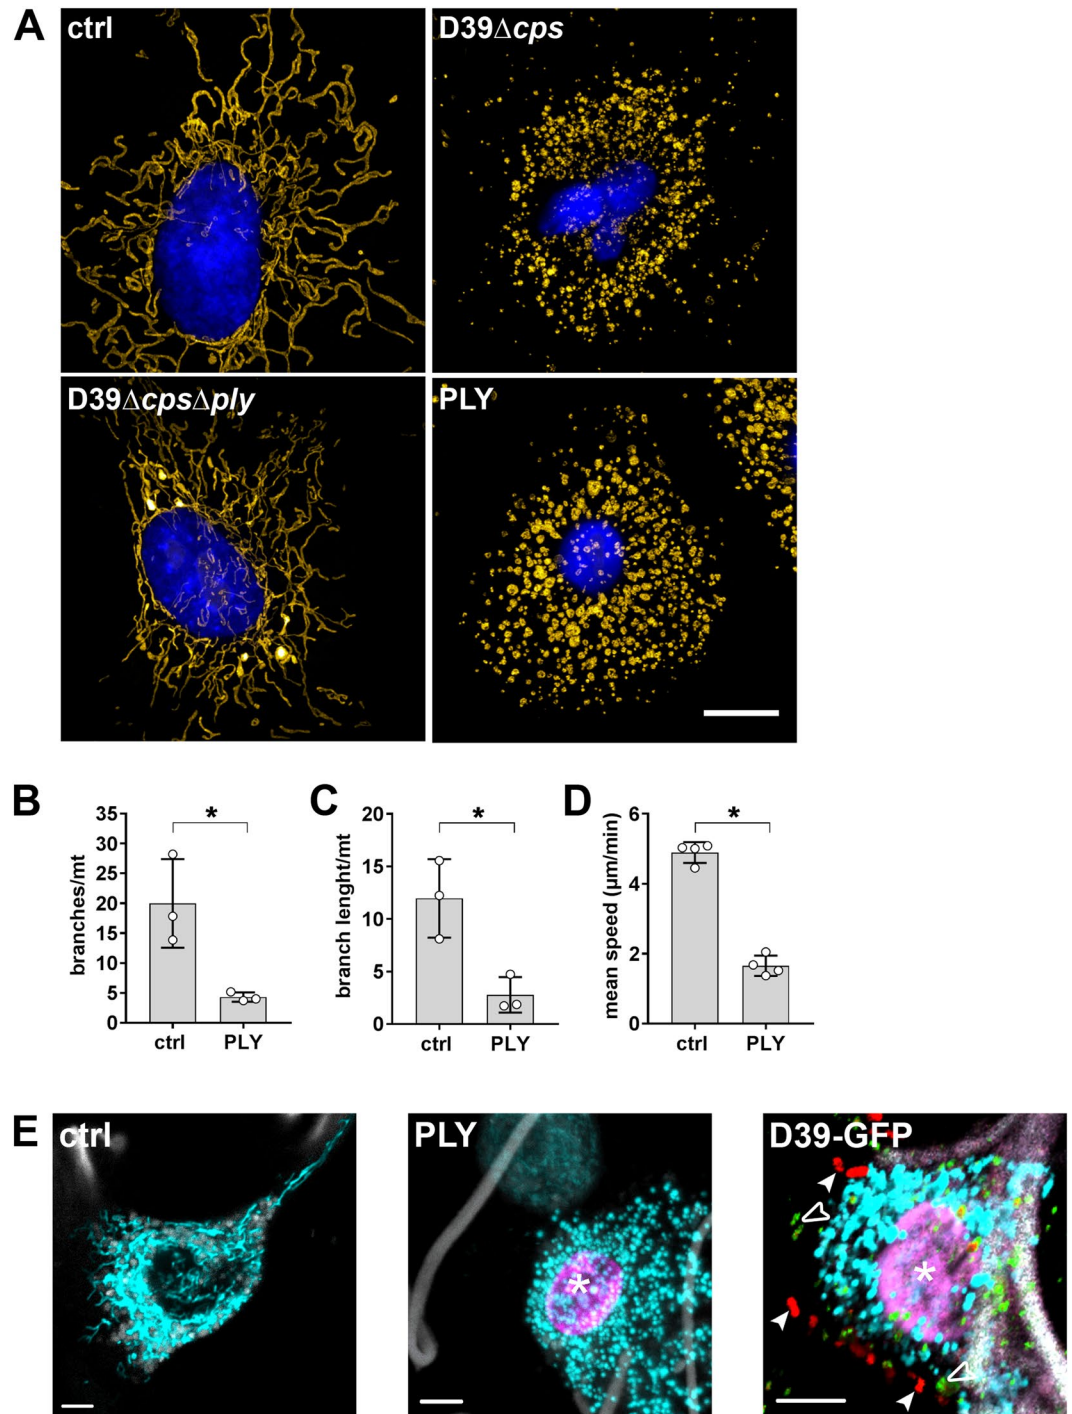 A
ctrl
D39Δcps
D39ΔcpsΔply
PLY
B
branches/mt
35
30
25
20
15
10
5
0
*
ctrl
PLY
C
branch lenght/mt
20
15
10
5
0
*
ctrl
PLY
D
mean speed (μm/min)
6
4
2
0
*
ctrl
PLY
E
ctrl
PLY
*
D39-GFP
*